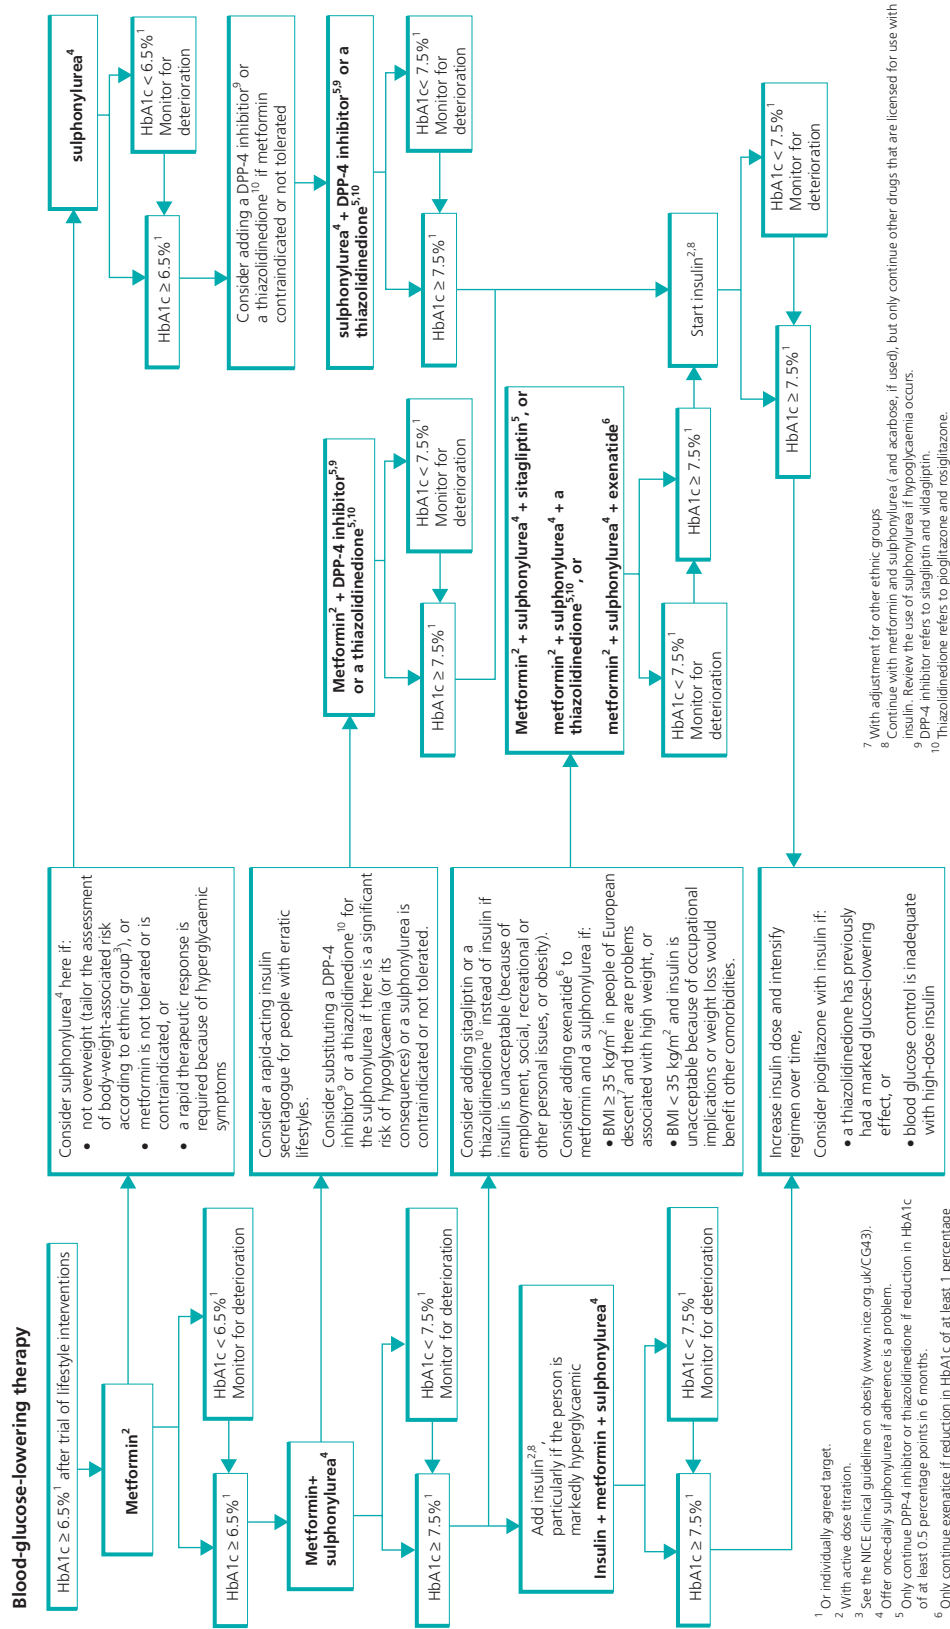 Blood-glucose-lowering therapy
HbA1c ≥ 6.5%¹ after trial of lifestyle interventions
Metformin²
HbA1c < 6.5%¹
Monitor for deterioration
HbA1c ≥ 6.5%¹
Metformin+
sulphonylurea⁴
HbA1c < 7.5%¹
Monitor for deterioration
HbA1c ≥ 7.5%¹
Add insulin²,⁸,
particularly if the person is
markedly hyperglycaemic
Insulin + metformin + sulphonylurea⁴
HbA1c < 7.5%¹
Monitor for deterioration
HbA1c ≥ 7.5%¹
Consider sulphonylurea⁴ here if:
• not overweight (tailor the assessment
of body-weight-associated risk
according to ethnic group³), or
• metformin is not tolerated or is
contraindicated, or
• a rapid therapeutic response is
required because of hyperglycaemic
symptoms
Consider a rapid-acting insulin
secretagogue for people with erratic
lifestyles.
Consider substituting a DPP-4
inhibitor⁹ or a thiazolidinedione¹⁰ for
the sulphonylurea if there is a significant
risk of hypoglycaemia (or its
consequences) or a sulphonylurea is
contraindicated or not tolerated.
Consider adding sitagliptin or a
thiazolidinedione¹⁰ instead of insulin if
insulin is unacceptable (because of
employment, social, recreational or
other personal issues, or obesity).
Consider adding exenatide⁶ to
metformin and a sulphonylurea if:
• BMI ≥ 35 kg/m² in people of European
descent⁷ and there are problems
associated with high weight, or
• BMI < 35 kg/m² and insulin is
unacceptable because of occupational
implications or weight loss would
benefit other comorbidities.
Increase insulin dose and intensify
regimen over time,
Consider pioglitazone with insulin if:
• a thiazolidinedione has previously
had a marked glucose-lowering
effect, or
• blood glucose control is inadequate
with high-dose insulin
sulphonylurea⁴
HbA1c < 6.5%¹
Monitor for
deterioration
HbA1c ≥ 6.5%¹
Consider adding a DPP-4 inhibitor⁹ or
a thiazolidinedione¹⁰ if metformin
contraindicated or not tolerated
sulphonylurea⁴ + DPP-4 inhibitor⁵,⁹ or a
thiazolidinedione⁵,¹⁰
HbA1c< 7.5%¹
Monitor for
deterioration
HbA1c ≥ 7.5%¹
Metformin² + DPP-4 inhibitor⁵,⁹
or a thiazolidinedione⁵,¹⁰
HbA1c < 7.5%¹
Monitor for
deterioration
HbA1c ≥ 7.5%¹
Metformin² + sulphonylurea⁴ + sitagliptin⁵, or
metformin² + sulphonylurea⁴ + a
thiazolidinedione⁵,¹⁰, or
metformin² + sulphonylurea⁴ + exenatide⁶
HbA1c < 7.5%¹
Monitor for
deterioration
HbA1c ≥ 7.5%¹
Start insulin²,⁸
HbA1c < 7.5%¹
Monitor for
deterioration
HbA1c ≥ 7.5%¹
¹ Or individually agreed target.
² With active dose titration.
³ See the NICE clinical guideline on obesity (www.nice.org.uk/CG43).
⁴ Offer once-daily sulphonylurea if adherence is a problem.
⁵ Only continue DPP-4 inhibitor or thiazolidinedione if reduction in HbA1c
of at least 0.5 percentage points in 6 months.
⁶ Only continue exenatice if reduction in HbA1c of at least 1 percentage
⁷ With adjustment for other ethnic groups
⁸ Continue with metformin and sulphonylurea (and acarbose, if used), but only continue other drugs that are licensed for use with
insulin. Review the use of sulphonylurea if hypoglycaemia occurs.
⁹ DPP-4 inhibitor refers to sitagliptin and vildagliptin.
¹⁰ Thiazolidinedione refers to pioglitazone and rosiglitazone.